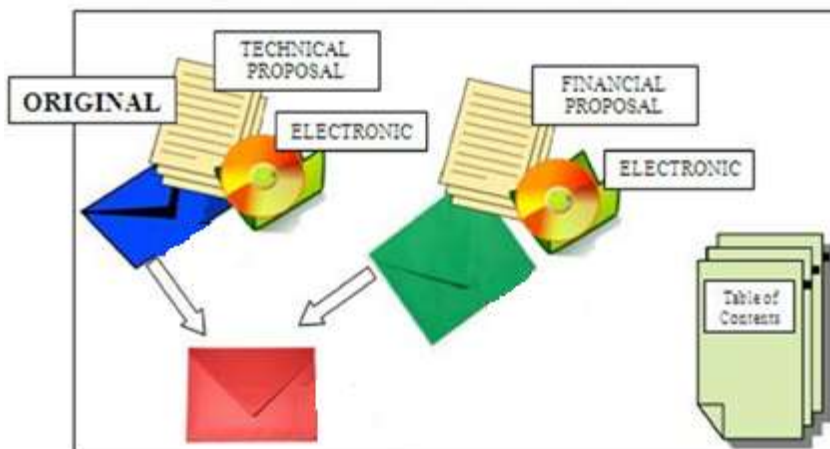 TECHNICAL
PROPOSAL
ORIGINAL
ELECTRONIC
FINANCIAL
PROPOSAL
ELECTRONIC
Table of
Contents